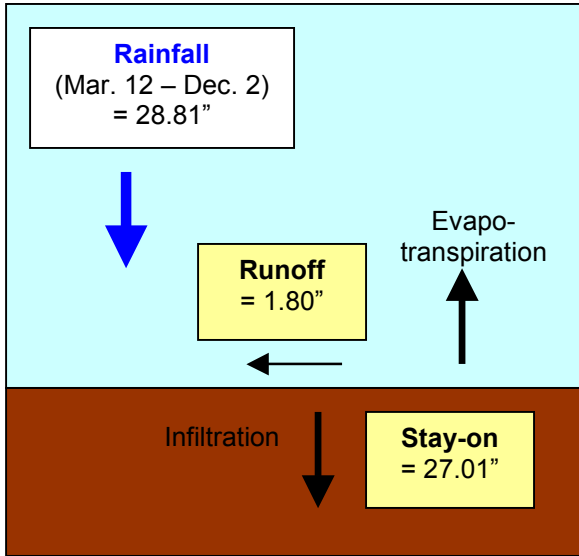 Rainfall
(Mar. 12 – Dec. 2)
= 28.81”
Evapo-
transpiration
Runoff
= 1.80”
Infiltration
Stay-on
= 27.01”